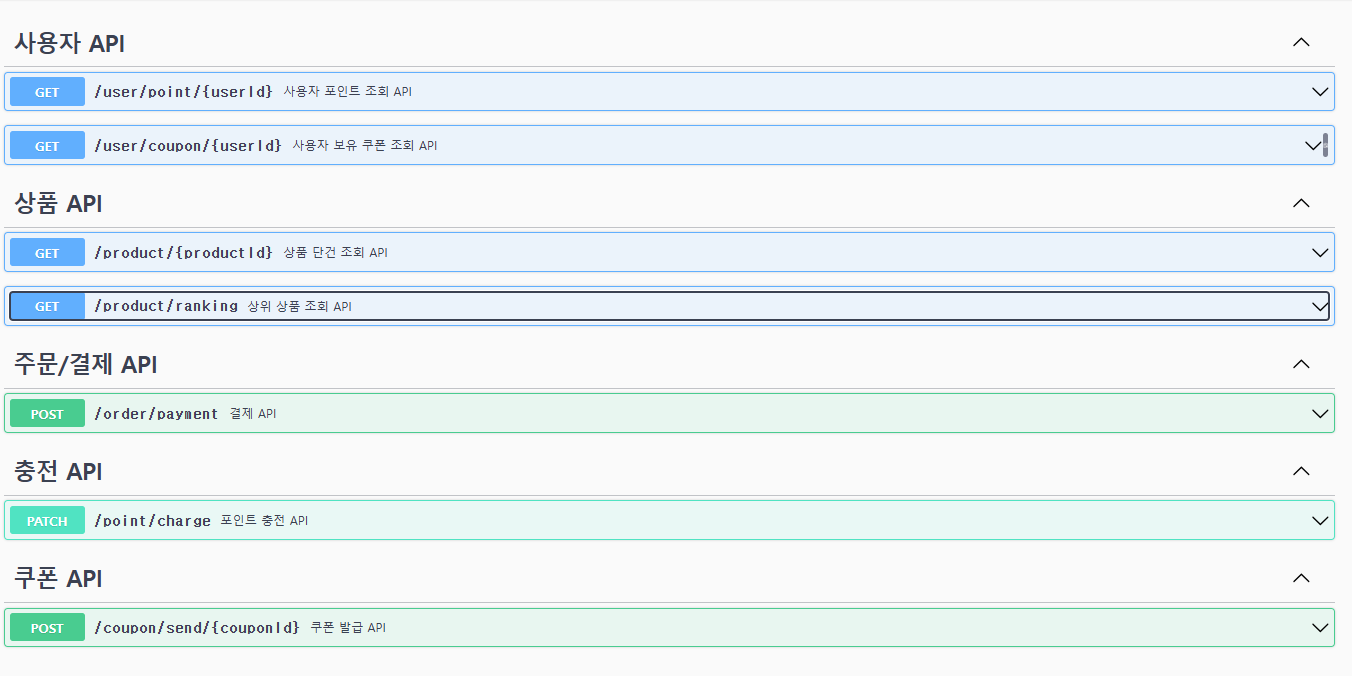 사용자 API
GET /user/point/{userId} 사용자 포인트 조회 API
GET /user/coupon/{userId} 사용자 보유 쿠폰 조회 API
상품 API
GET /product/{productId} 상품 단건 조회 API
GET /product/ranking 상위 상품 조회 API
주문/결제 API
POST /order/payment 결제 API
충전 API
PATCH /point/charge 포인트 충전 API
쿠폰 API
POST /coupon/send/{couponId} 쿠폰 발급 API